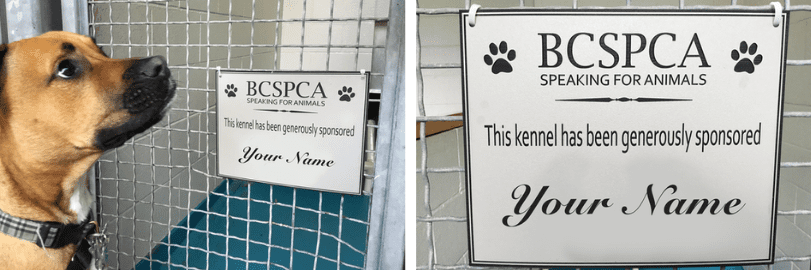 BCSPCA
SPEAKING FOR ANIMALS
This kennel has been generously sponsored
Your Name
BCSPCA
SPEAKING FOR ANIMALS
This kennel has been generously sponsored
Your Name